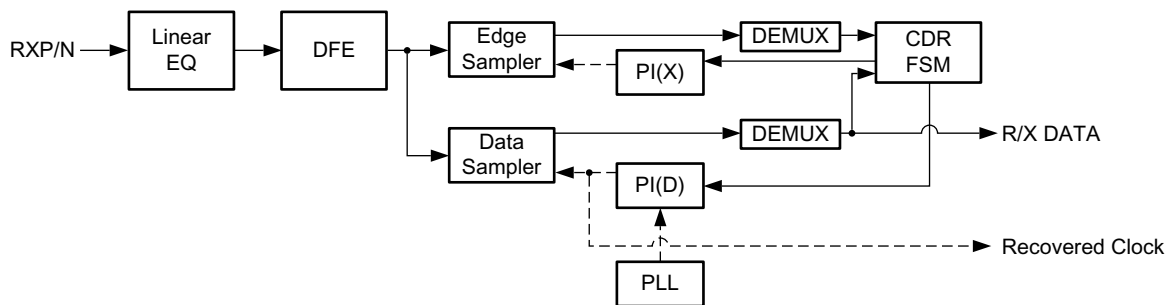 RXP/N
Linear
EQ
DFE
Edge
Sampler
DEMUX
CDR
FSM
PI(X)
Data
Sampler
DEMUX
R/X DATA
PI(D)
Recovered Clock
PLL